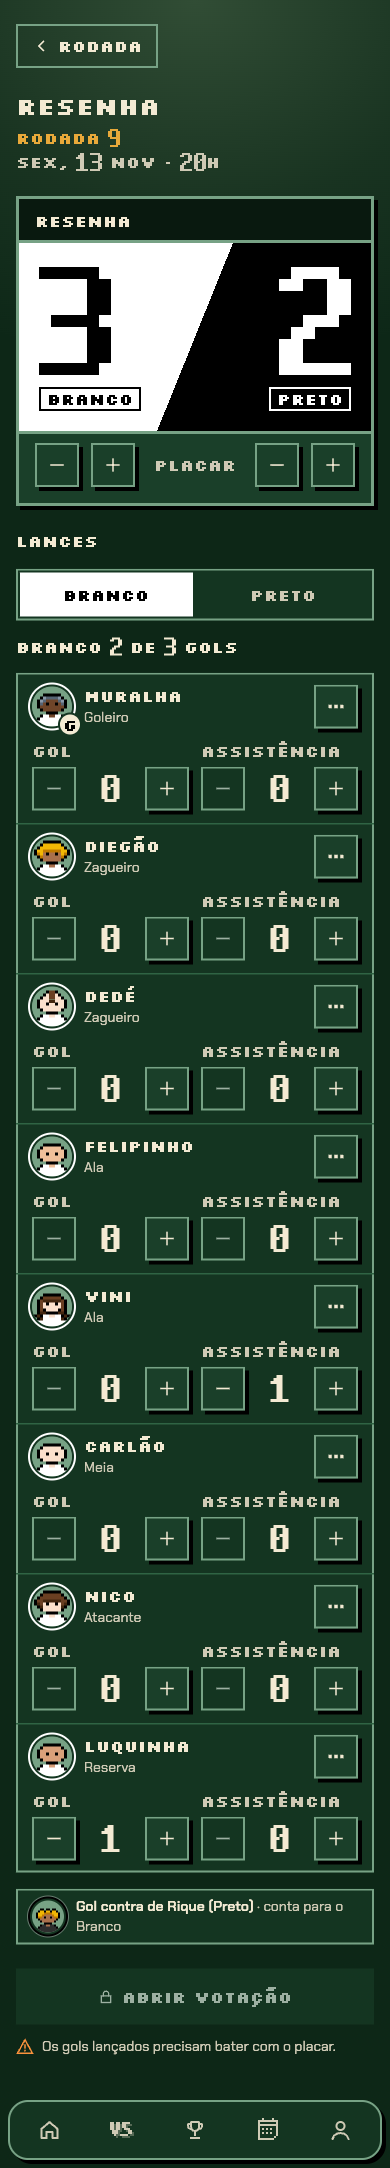 RODADA
RESENHA
RODADA 9
SEX, 13 NOV · 20H
RESENHA
3 2
BRANCO PRETO
− + PLACAR − +
LANCES
BRANCO PRETO
BRANCO 2 DE 3 GOLS
MURALHA
G
Goleiro
GOL ASSISTÊNCIA
− 0 + − 0 +
DIEGÃO
Zagueiro
GOL ASSISTÊNCIA
− 0 + − 0 +
DEDÉ
Zagueiro
GOL ASSISTÊNCIA
− 0 + − 0 +
FELIPINHO
Ala
GOL ASSISTÊNCIA
− 0 + − 0 +
VINI
Ala
GOL ASSISTÊNCIA
− 0 + − 1 +
CARLÃO
Meia
GOL ASSISTÊNCIA
− 0 + − 0 +
NICO
Atacante
GOL ASSISTÊNCIA
− 0 + − 0 +
LUQUINHA
Reserva
GOL ASSISTÊNCIA
− 1 + − 0 +
Gol contra de Rique (Preto) · conta para o
Branco
ABRIR VOTAÇÃO
Os gols lançados precisam bater com o placar.
VS